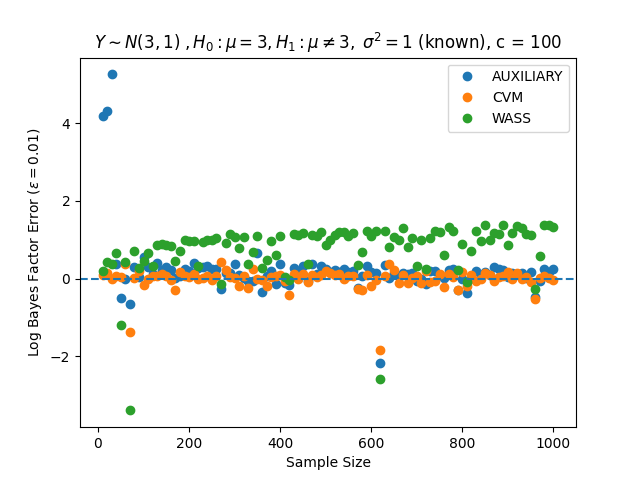 Y ∼ N(3, 1) , H₀ : μ = 3, H₁ : μ ≠ 3, σ² = 1 (known), c = 100
AUXILIARY
CVM
WASS
Log Bayes Factor Error (ε = 0.01)
4
2
0
−2
0 200 400 600 800 1000
Sample Size